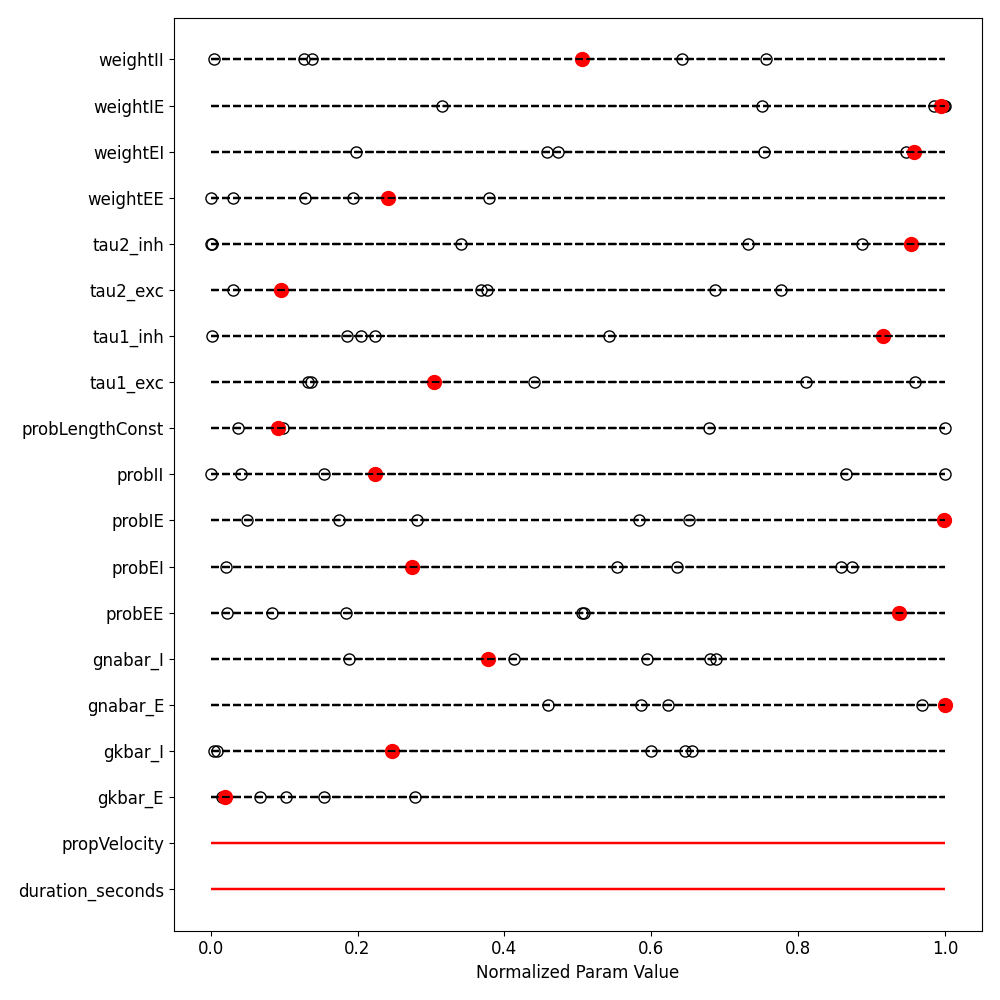 weightII
weightIE
weightEI
weightEE
tau2_inh
tau2_exc
tau1_inh
tau1_exc
probLengthConst
probII
probIE
probEI
probEE
gnabar_I
gnabar_E
gkbar_I
gkbar_E
propVelocity
duration_seconds
0.0 0.2 0.4 0.6 0.8 1.0
Normalized Param Value